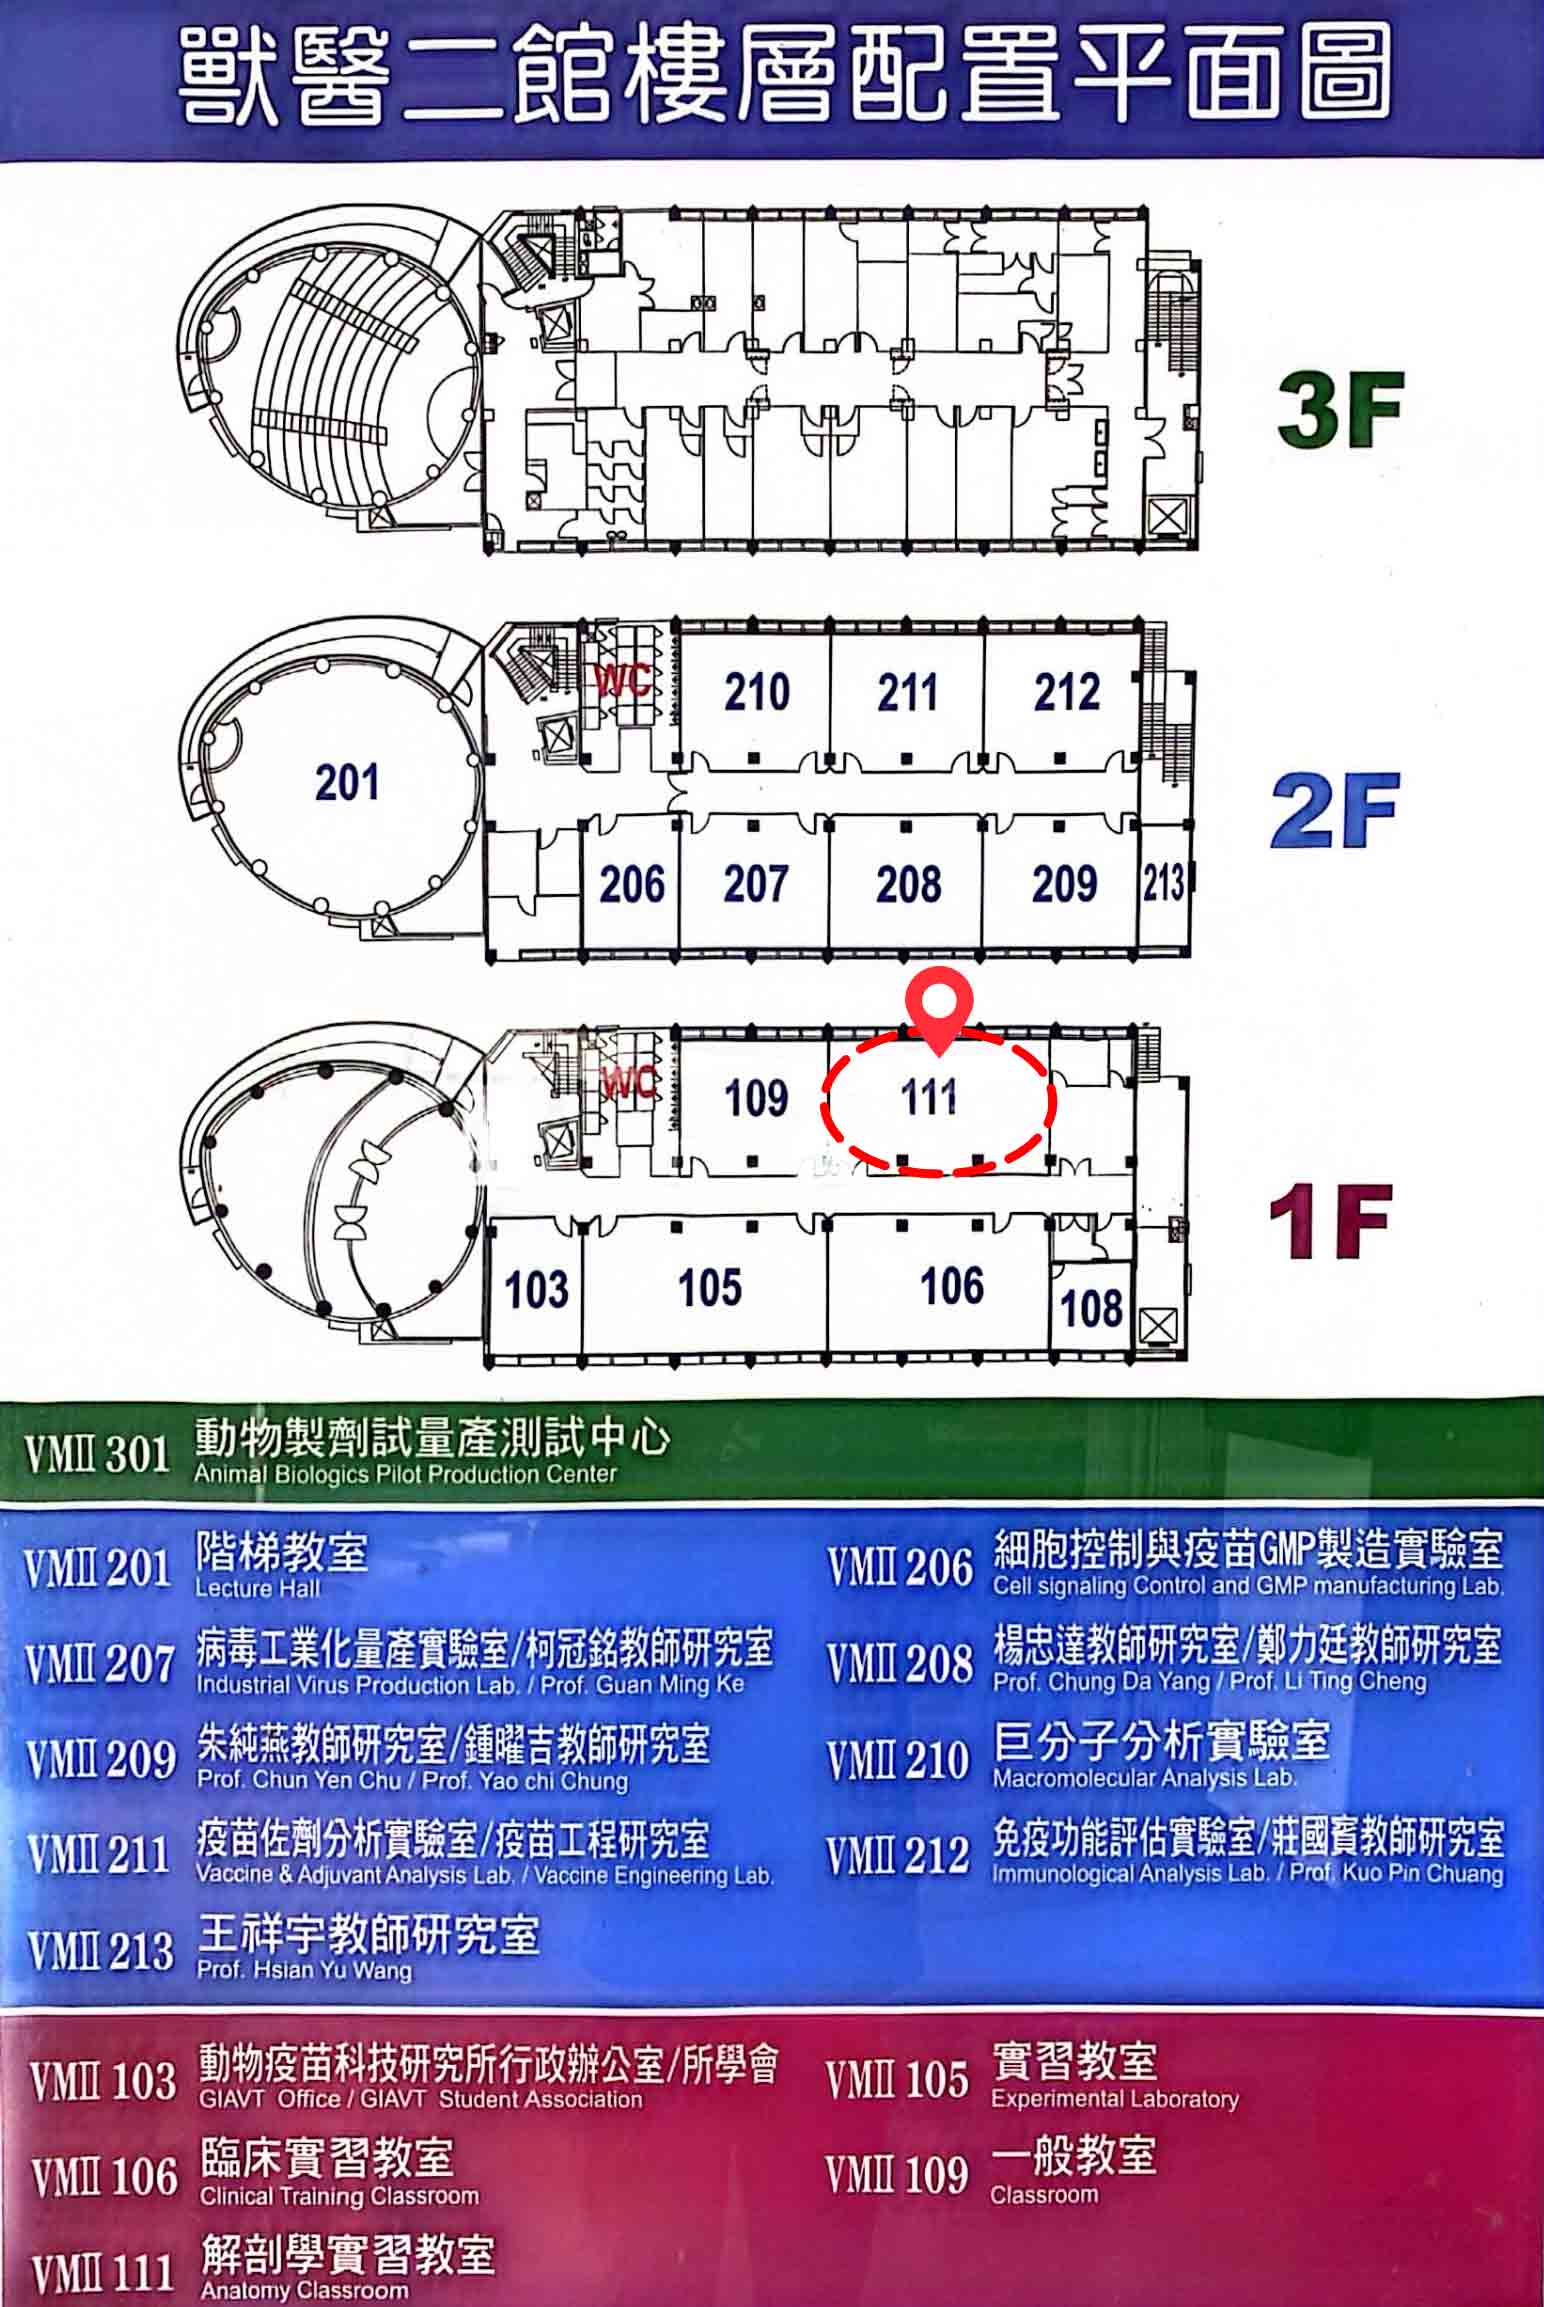 獸醫二館樓層配置平面圖
3F
WC
210
211
212
201
2F
206
207
208
209
213
WC
109
111
1F
103
105
106
108
VMII 301 動物製劑試量產測試中心
Animal Biologics Pilot Production Center
VMII 201 階梯教室
Lecture Hall
VMII 206 細胞控制與疫苗GMP製造實驗室
Cell signaling Control and GMP manufacturing Lab.
VMII 207 病毒工業化量產實驗室/柯冠銘教師研究室
Industrial Virus Production Lab. / Prof. Guan Ming Ke
VMII 208 楊忠達教師研究室/鄭力廷教師研究室
Prof. Chung Da Yang / Prof. Li Ting Cheng
VMII 209 朱純燕教師研究室/鍾曜吉教師研究室
Prof. Chun Yen Chu / Prof. Yao chi Chung
VMII 210 巨分子分析實驗室
Macromolecular Analysis Lab.
VMII 211 疫苗佐劑分析實驗室/疫苗工程研究室
Vaccine & Adjuvant Analysis Lab. / Vaccine Engineering Lab.
VMII 212 免疫功能評估實驗室/莊國賓教師研究室
Immunological Analysis Lab. / Prof. Kuo Pin Chuang
VMII 213 王祥宇教師研究室
Prof. Hsian Yu Wang
VMII 103 動物疫苗科技研究所行政辦公室/所學會
GIAVT Office / GIAVT Student Association
VMII 105 實習教室
Experimental Laboratory
VMII 106 臨床實習教室
Clinical Training Classroom
VMII 109 一般教室
Classroom
VMII 111 解剖學實習教室
Anatomy Classroom